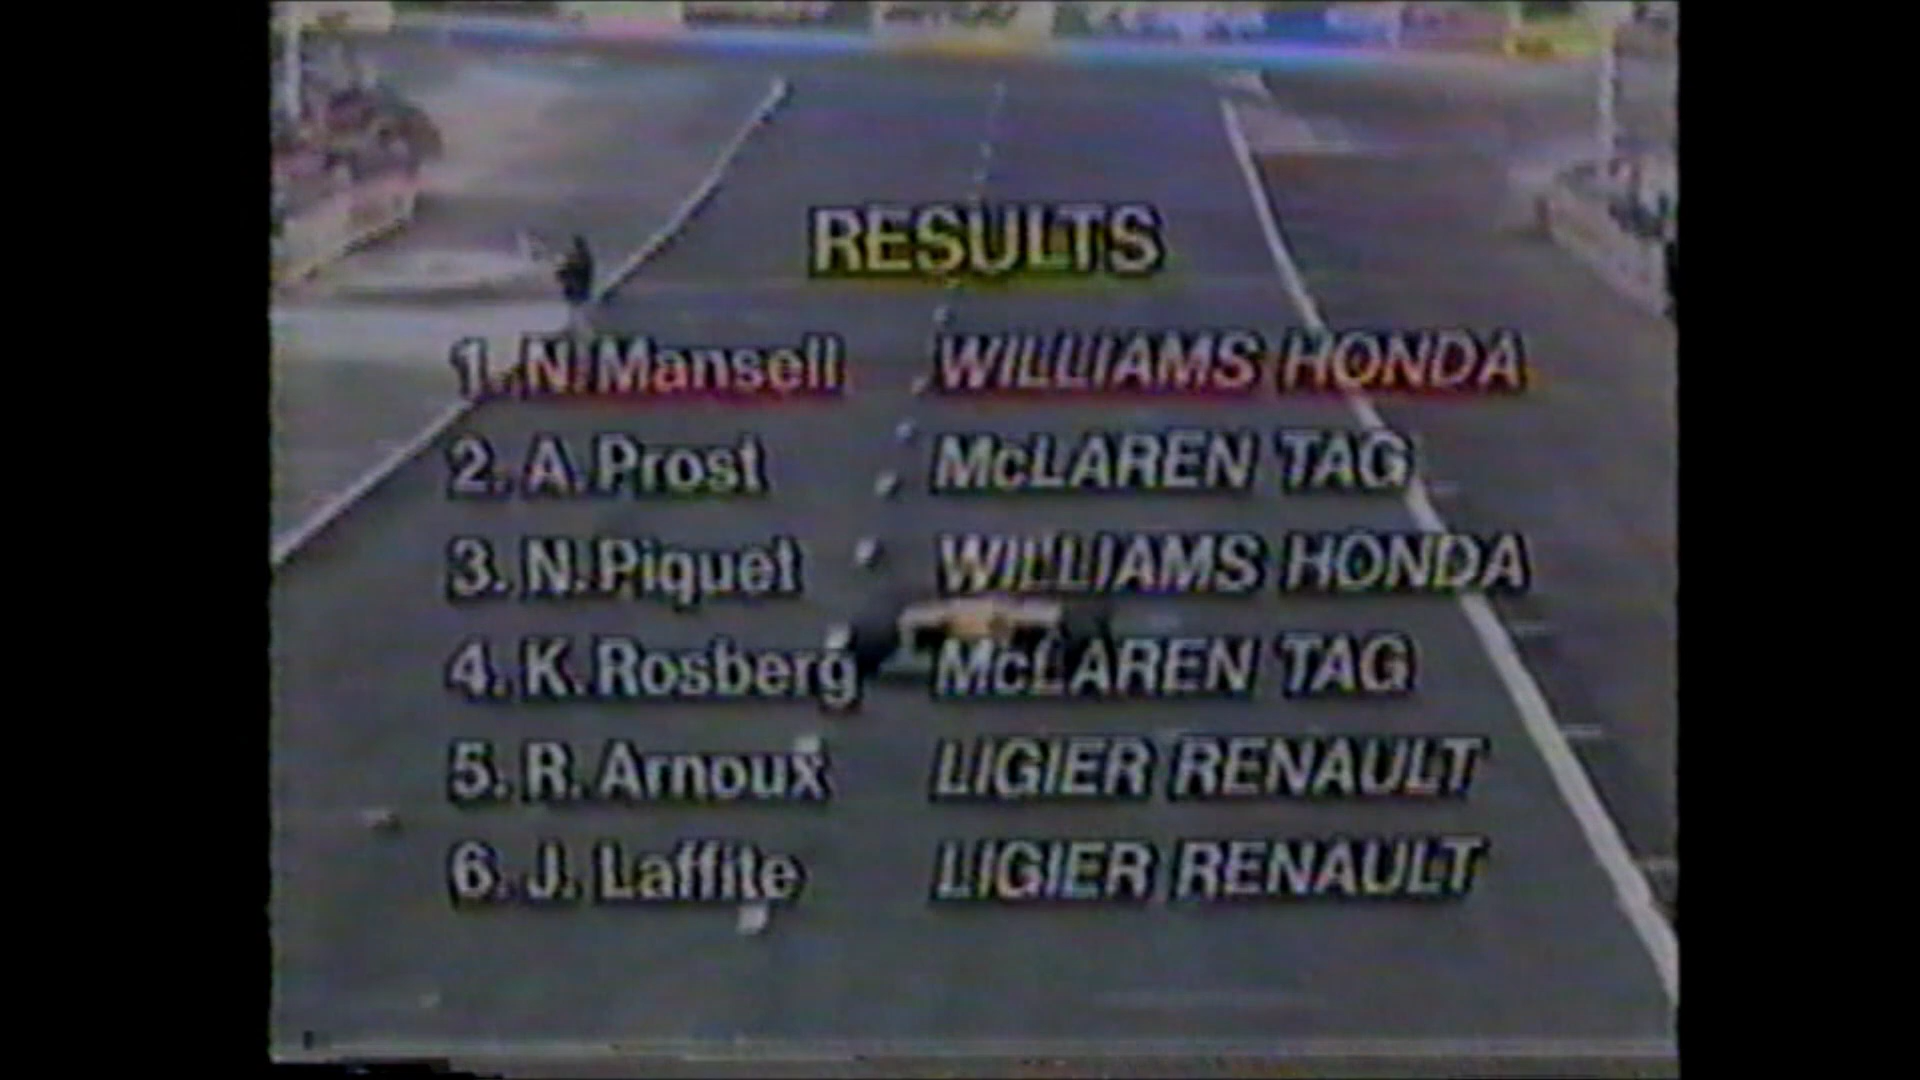 RESULTS
1. N. Mansell WILLIAMS HONDA
2. A. Prost McLAREN TAG
3. N. Piquet WILLIAMS HONDA
4. K. Rosberg McLAREN TAG
5. R. Arnoux LIGIER RENAULT
6. J. Laffite LIGIER RENAULT